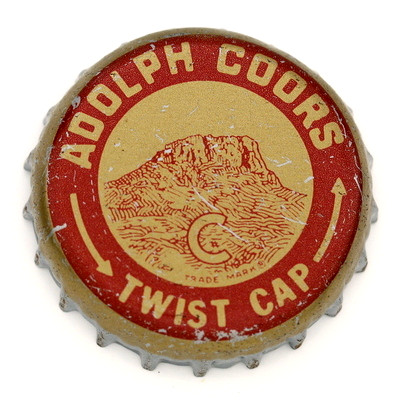 ADOLPH COORS
C
TRADE MARK
TWIST CAP